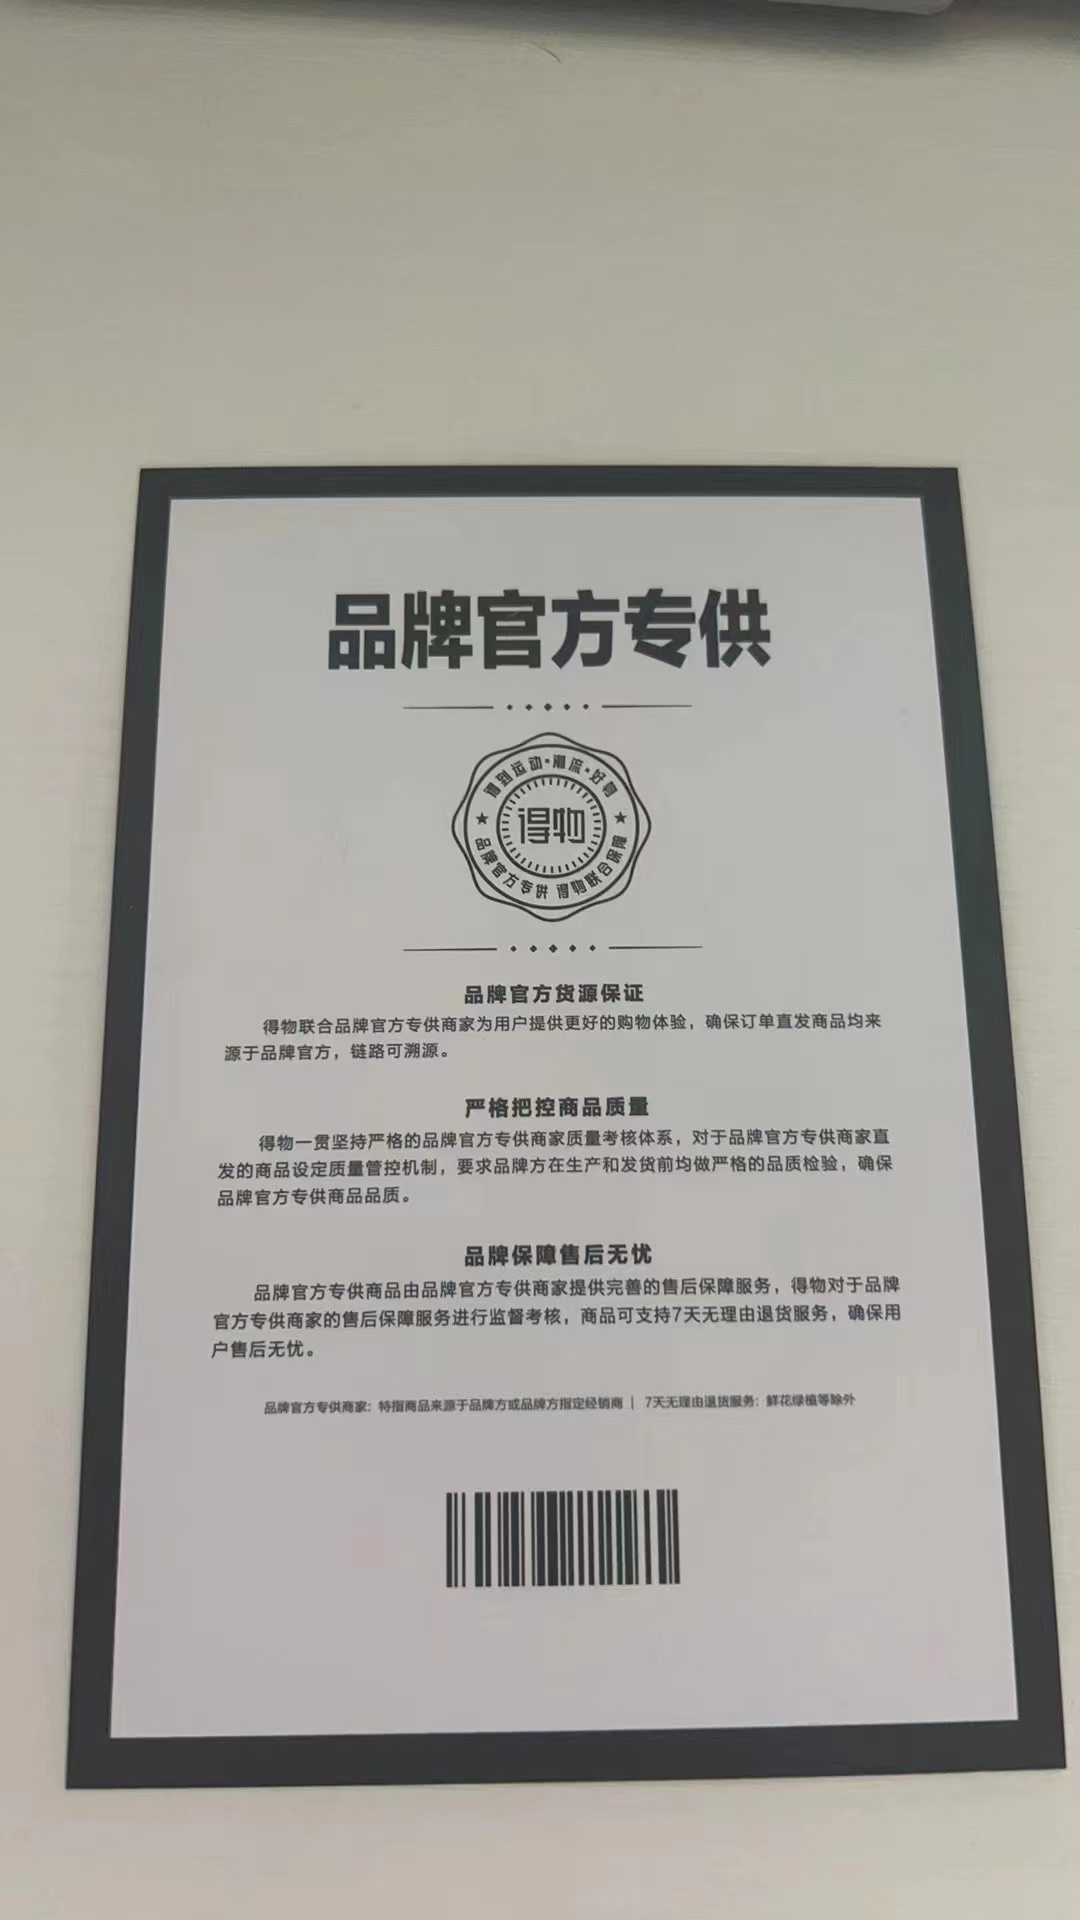 品牌官方专供
得到运动·潮流·好物
得物
品牌官方专供 得物联合保障
品牌官方货源保证
得物联合品牌官方专供商家为用户提供更好的购物体验，确保订单直发商品均来
源于品牌官方，链路可溯源。
严格把控商品质量
得物一贯坚持严格的品牌官方专供商家质量考核体系，对于品牌官方专供商家直
发的商品设定质量管控机制，要求品牌方在生产和发货前均做严格的品质检验，确保
品牌官方专供商品品质。
品牌保障售后无忧
品牌官方专供商品由品牌官方专供商家提供完善的售后保障服务，得物对于品牌
官方专供商家的售后保障服务进行监督考核，商品可支持7天无理由退货服务，确保用
户售后无忧。
品牌官方专供商家：特指商品来源于品牌方或品牌方指定经销商 | 7天无理由退货服务：鲜花绿植等除外